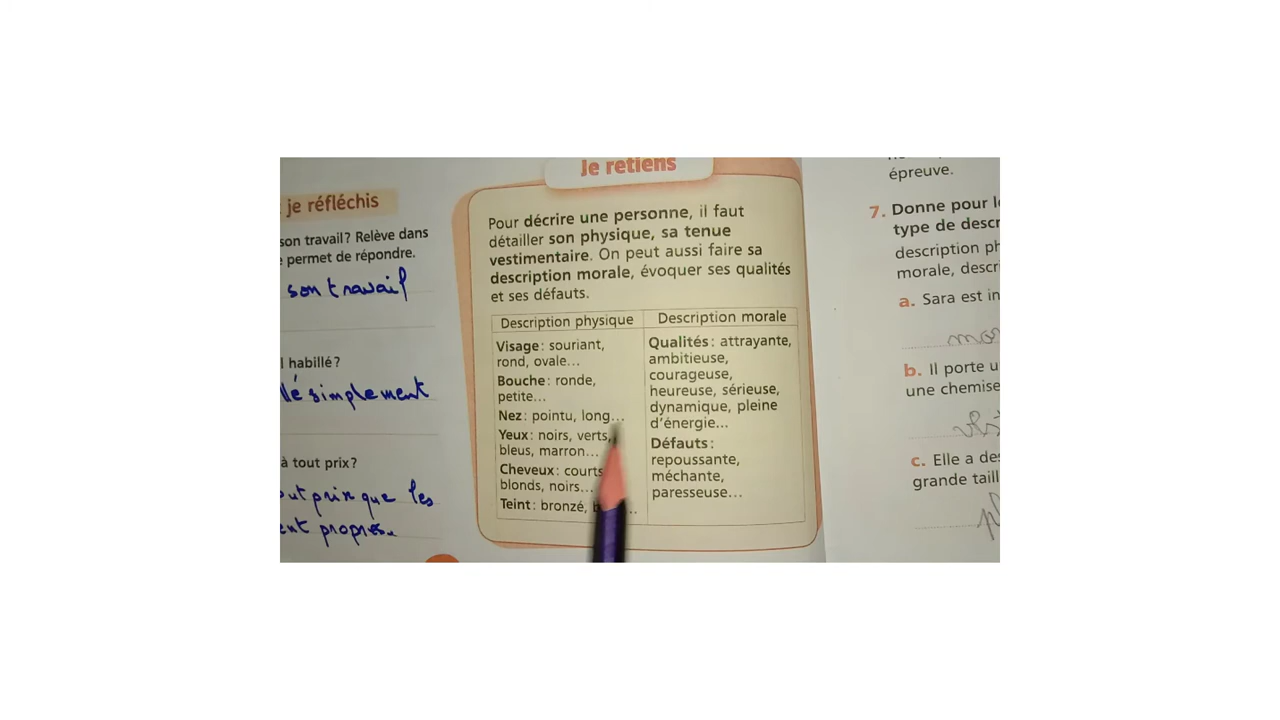 je réfléchis
son travail? Relève dans
permet de répondre.
son travail
habillé?
simplement
à tout prix?
prix que les
propres.
Je retiens
Pour décrire une personne, il faut
détailler son physique, sa tenue
vestimentaire. On peut aussi faire sa
description morale, évoquer ses qualités
et ses défauts.
Description physique
Visage : souriant,
rond, ovale...
Bouche : ronde,
petite...
Nez : pointu, long...
Yeux : noirs, verts,
bleus, marron...
Cheveux : courts
blonds, noirs...
Teint : bronzé,
Description morale
Qualités : attrayante,
ambitieuse,
courageuse,
heureuse, sérieuse,
dynamique, pleine
d'énergie...
Défauts :
repoussante,
méchante,
paresseuse...
épreuve.
7. Donne pour
type de descr
description ph
morale, descri
a. Sara est in
mor
b. Il porte u
une chemise
c. Elle a de
grande taill